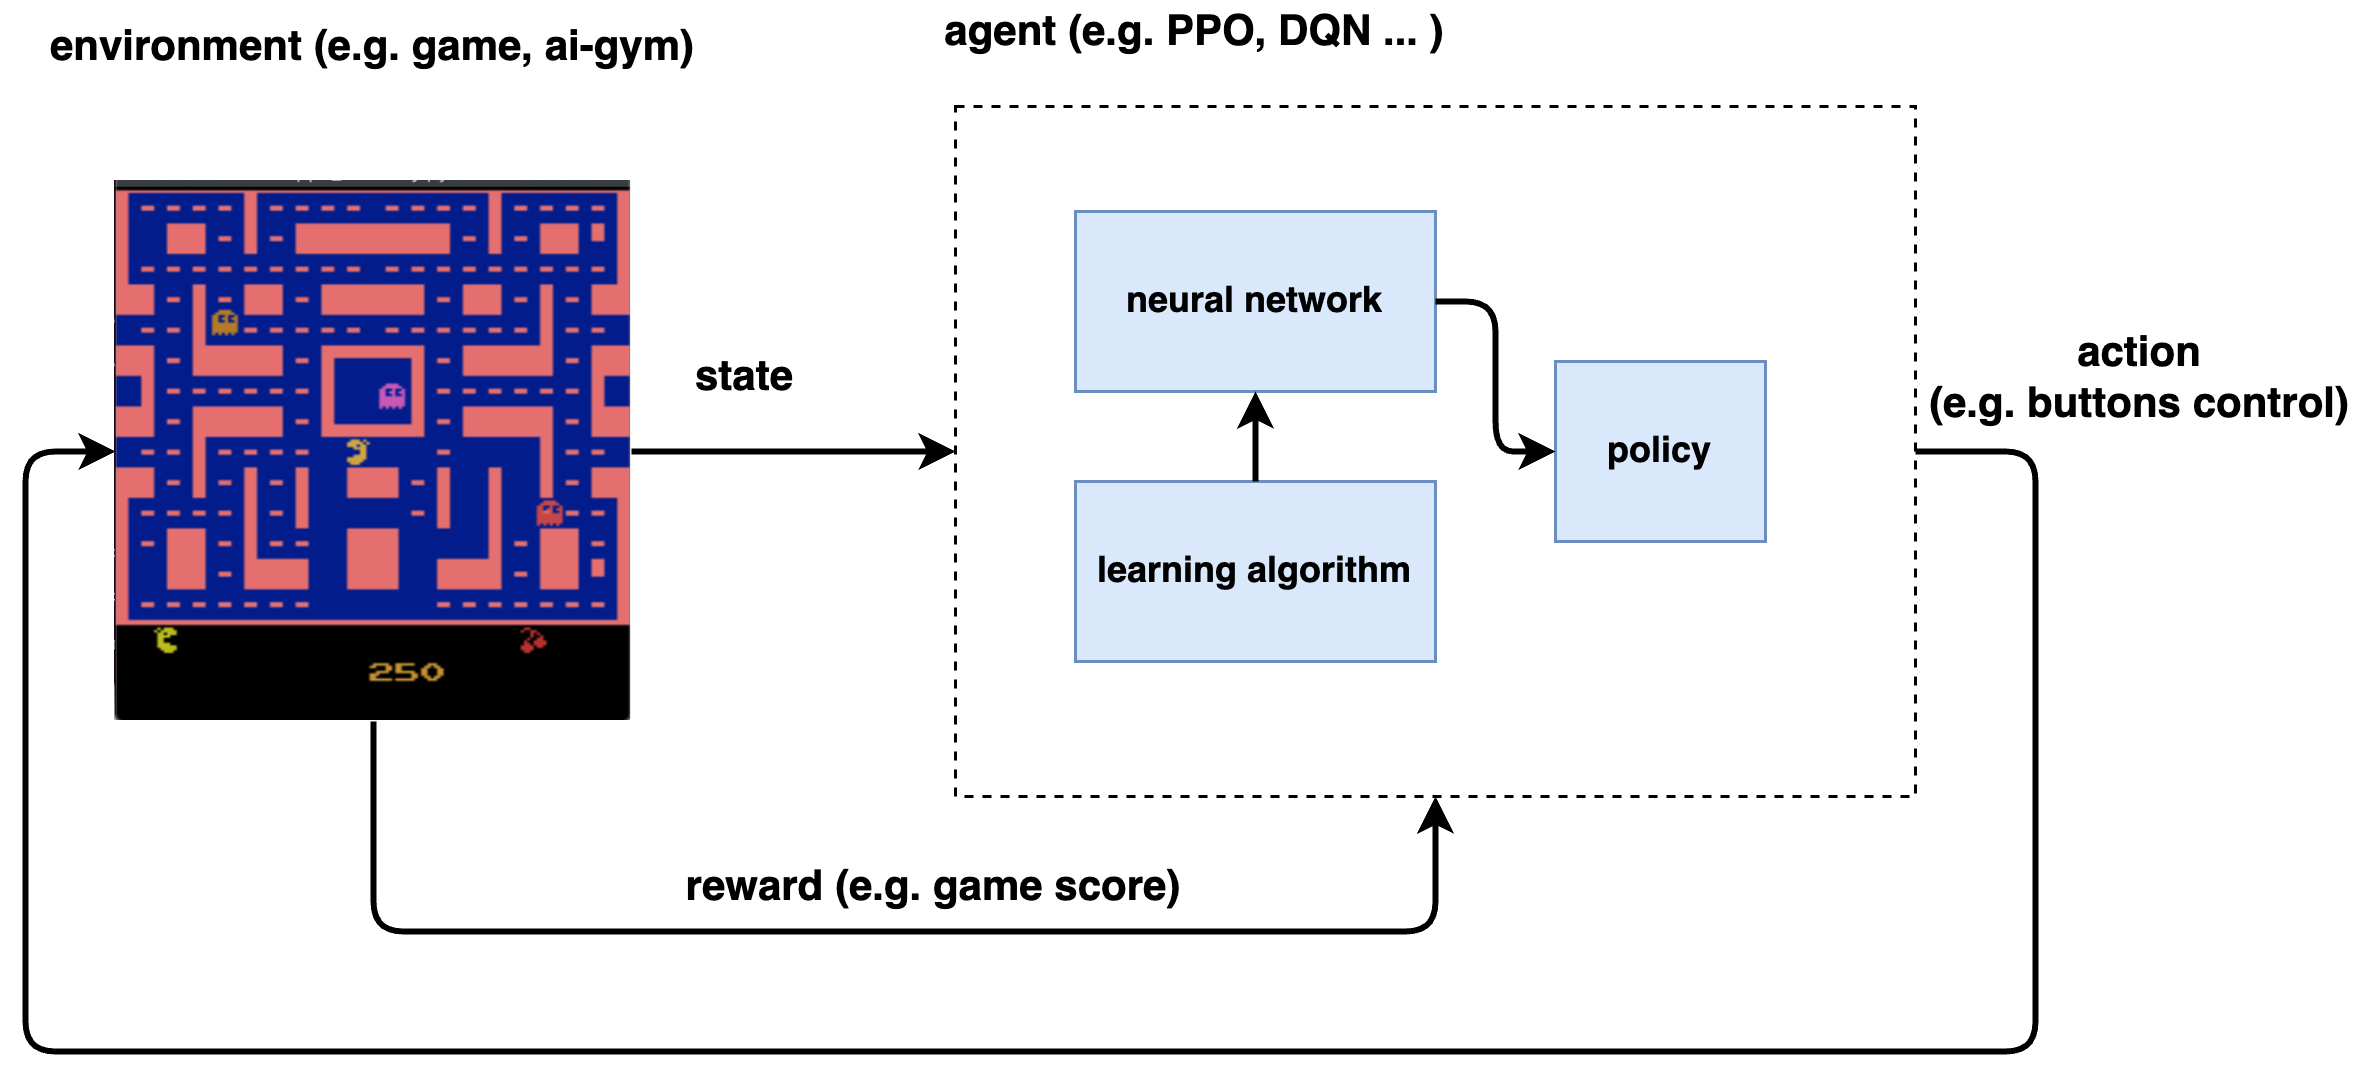 environment (e.g. game, ai-gym)
agent (e.g. PPO, DQN ... )
state
neural network
learning algorithm
policy
action
(e.g. buttons control)
250
reward (e.g. game score)